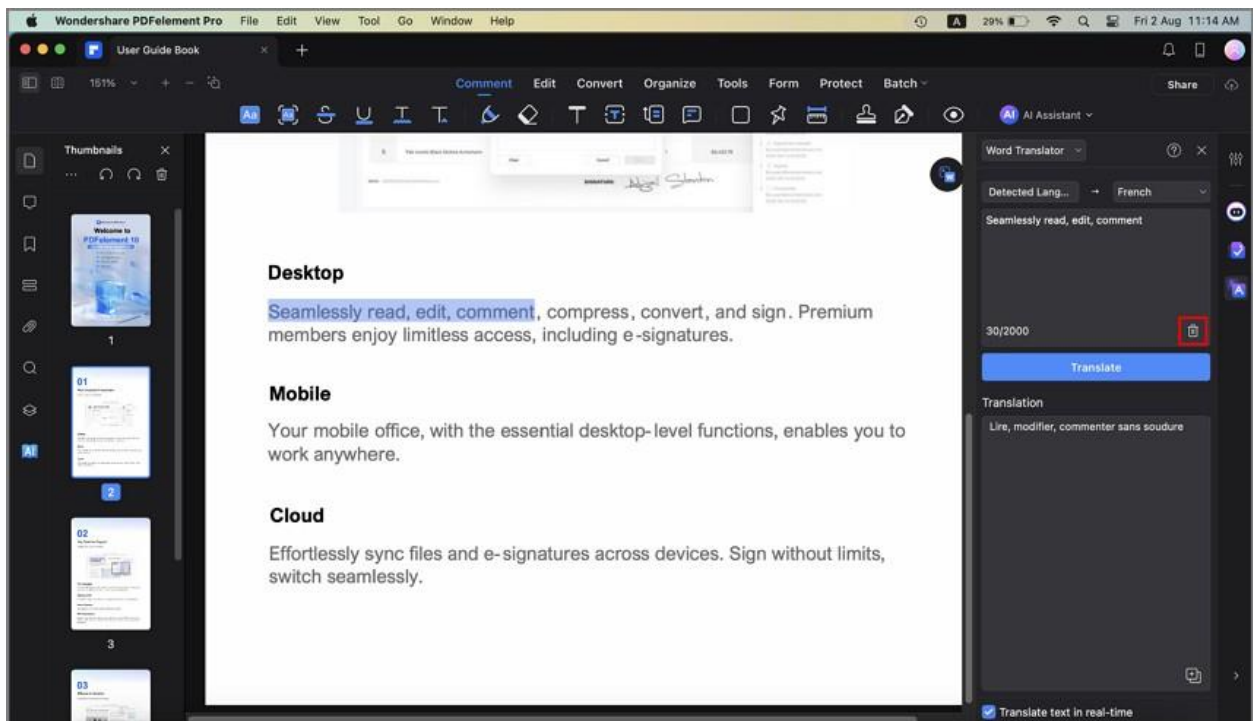 Wondershare PDFelement Pro File Edit View Tool Go Window Help A 29% Fri 2 Aug 11:14 AM
User Guide Book × +
151% + − Comment Edit Convert Organize Tools Form Protect Batch Share
AI AI Assistant
Thumbnails
Word Translator
Detected Lang... → French
Seamlessly read, edit, comment
30/2000
Translate
Translation
Lire, modifier, commenter sans soudure
Translate text in real-time
Welcome to
PDFelement 10
1
01
2
02
3
03
AI
SIGNATURE
Desktop
Seamlessly read, edit, comment, compress, convert, and sign. Premium
members enjoy limitless access, including e-signatures.
Mobile
Your mobile office, with the essential desktop-level functions, enables you to
work anywhere.
Cloud
Effortlessly sync files and e-signatures across devices. Sign without limits,
switch seamlessly.